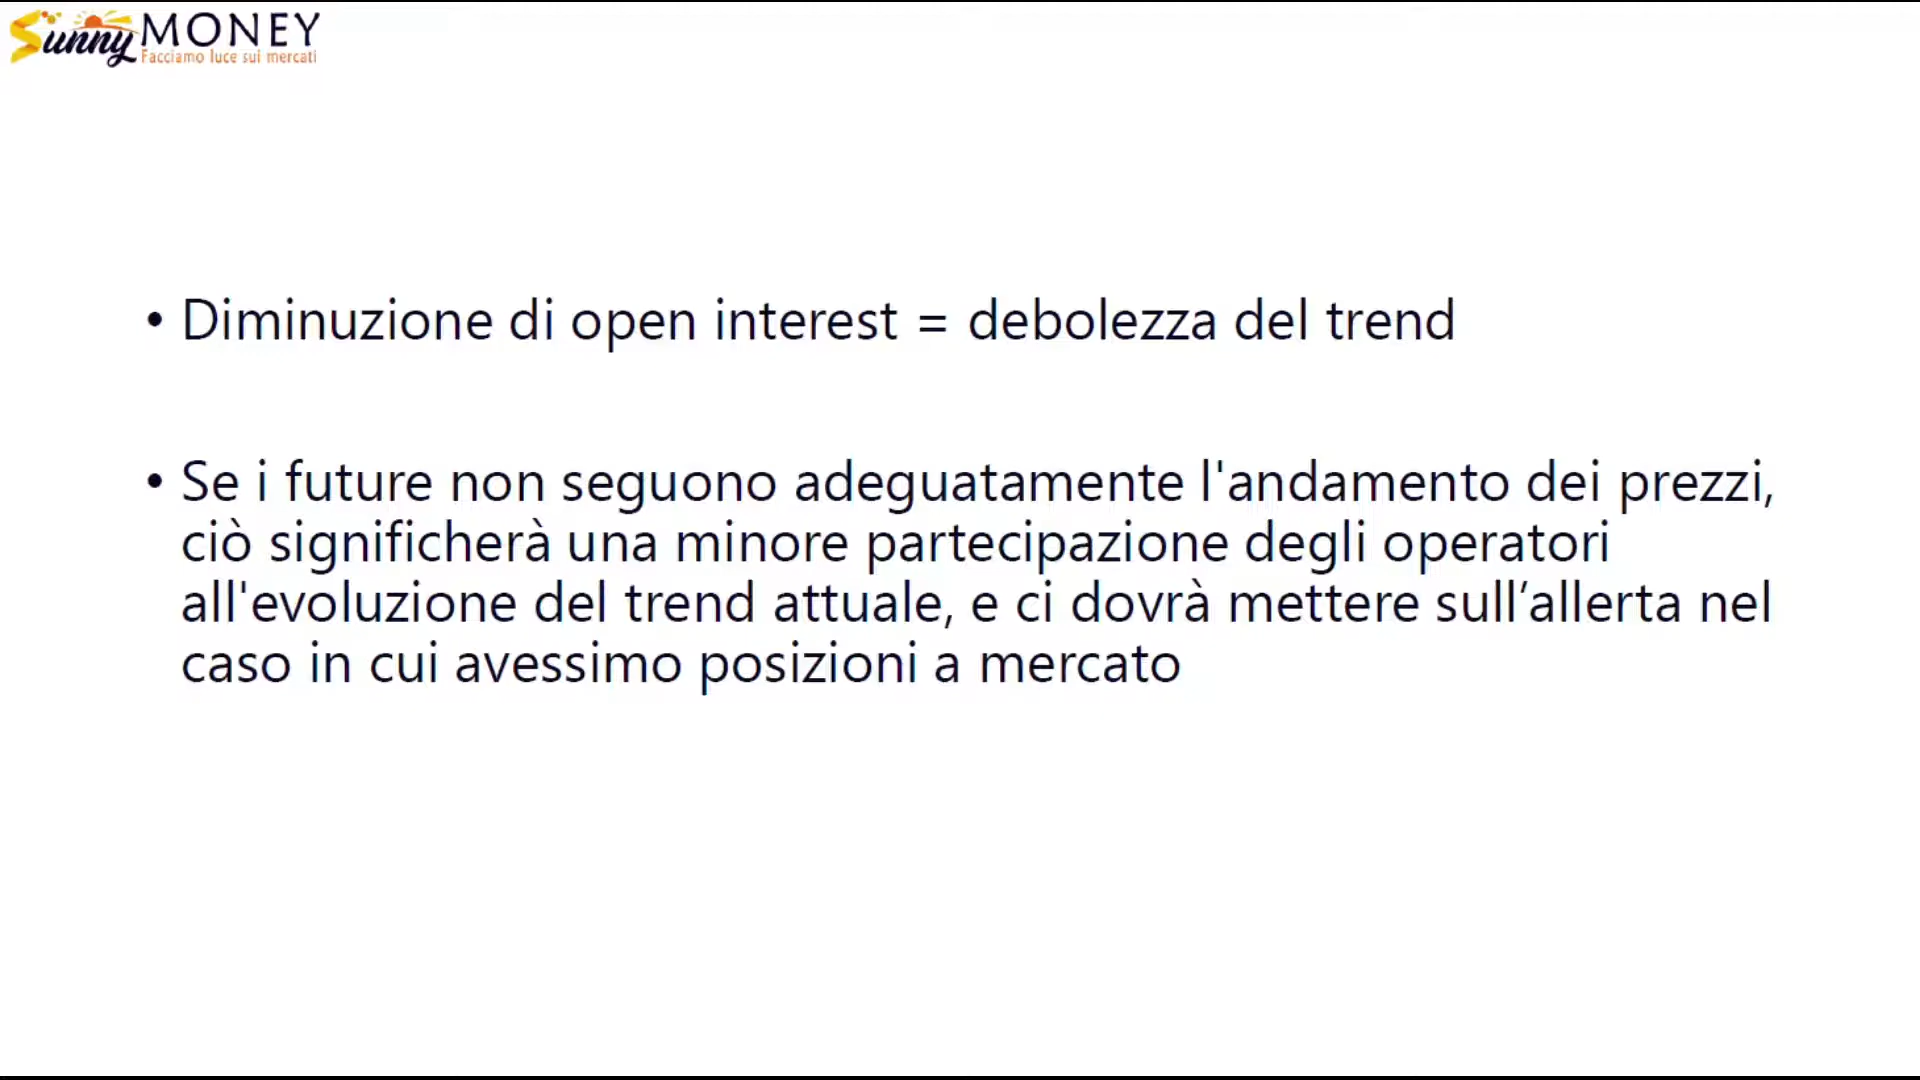 Sunny MONEY
Facciamo luce sui mercati
• Diminuzione di open interest = debolezza del trend
• Se i future non seguono adeguatamente l'andamento dei prezzi,
ciò significherà una minore partecipazione degli operatori
all'evoluzione del trend attuale, e ci dovrà mettere sull’allerta nel
caso in cui avessimo posizioni a mercato